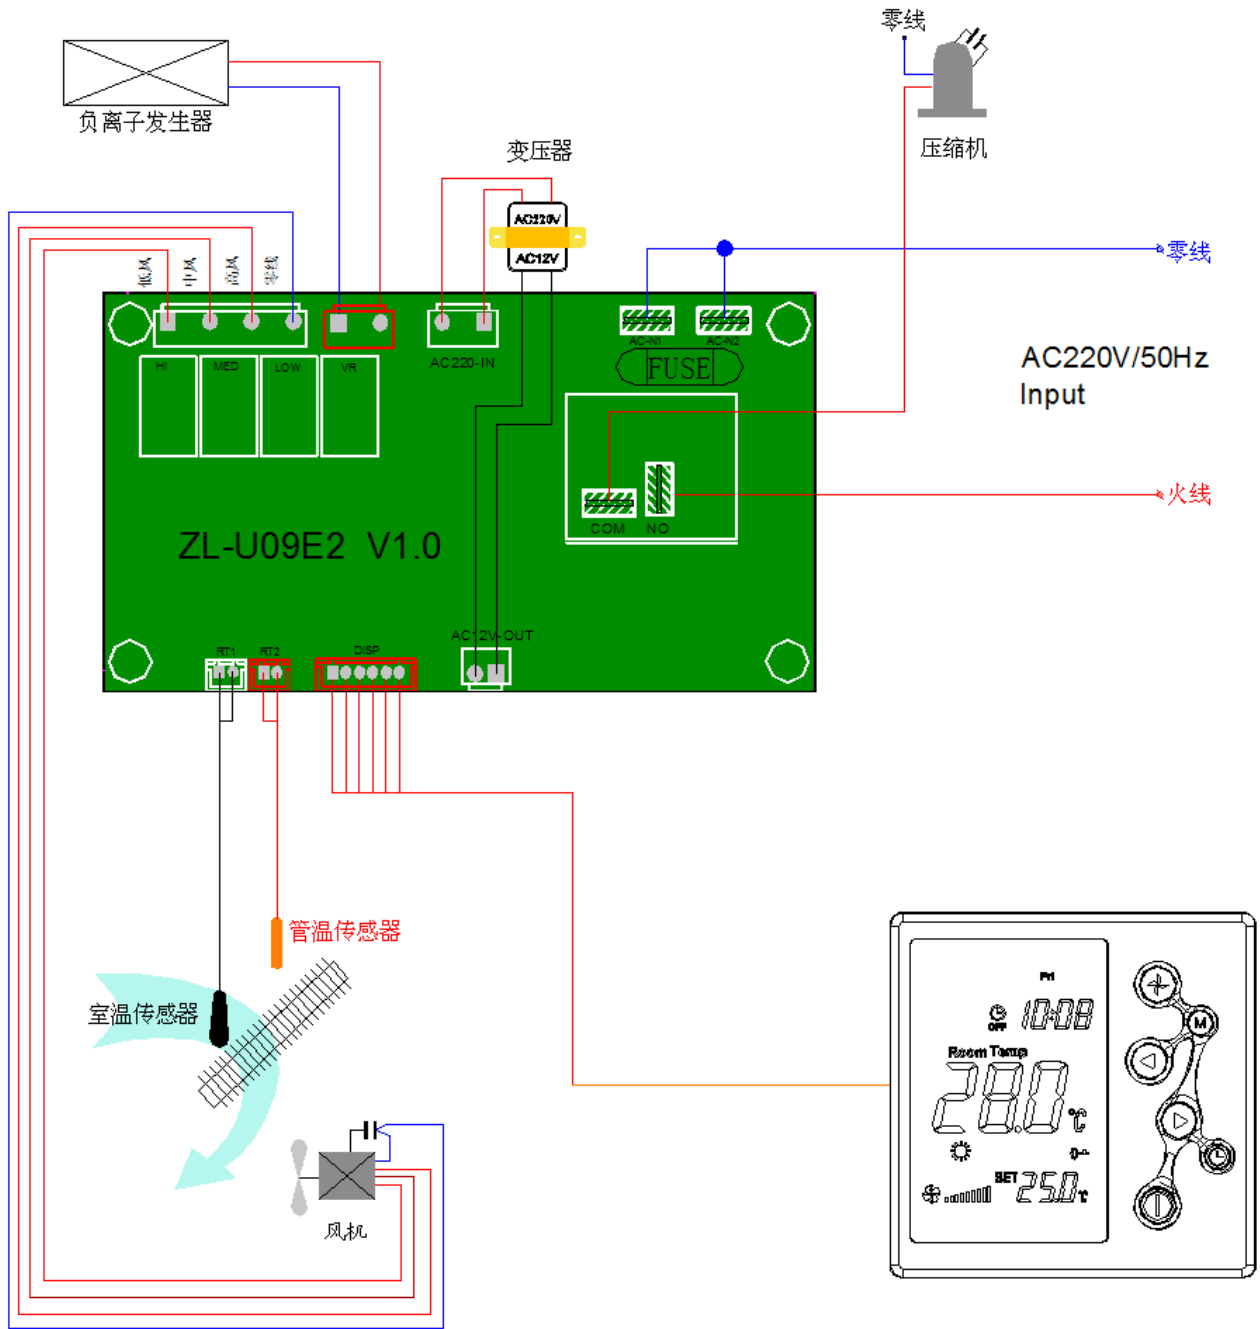 零线
负离子发生器
变压器
压缩机
AC220V
AC12V
零线
低风
中风
高风
零线
AC-N1
AC-N2
FUSE
AC220V/50Hz
Input
HI
MED
LOW
VR
AC220-IN
火线
COM
NO
ZL-U09E2 V1.0
RT1
RT2
DISP
AC12V-OUT
管温传感器
室温传感器
风机
Fri
OFF
10:08
Room Temp
28.0
℃
SET
25.0
℃
M